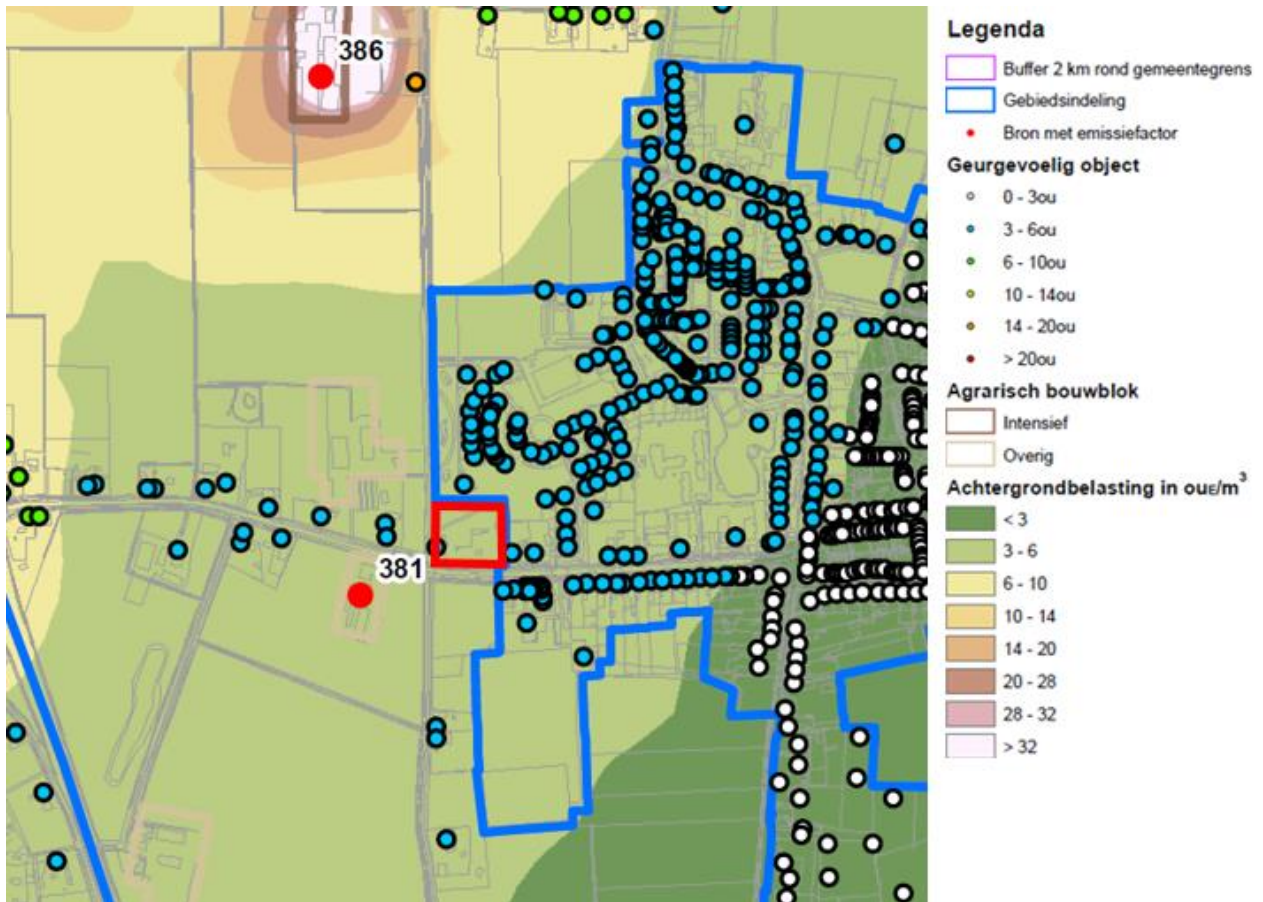 386
381
Legenda
Buffer 2 km rond gemeentegrens
Gebiedsindeling
Bron met emissiefactor
Geurgevoelig object
0 - 3ou
3 - 6ou
6 - 10ou
10 - 14ou
14 - 20ou
> 20ou
Agrarisch bouwblok
Intensief
Overig
Achtergrondbelasting in ouᴇ/m³
< 3
3 - 6
6 - 10
10 - 14
14 - 20
20 - 28
28 - 32
> 32